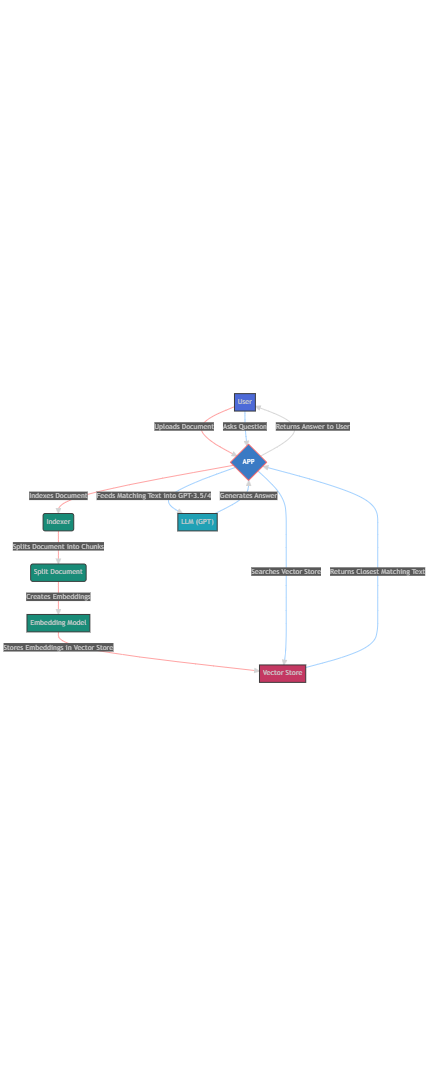 User
Uploads Document
Asks Question
Returns Answer to User
APP
Indexes Document
Feeds Matching Text into GPT-3.5/4
Generates Answer
Indexer
LLM (GPT)
Splits Document into Chunks
Split Document
Searches Vector Store
Returns Closest Matching Text
Creates Embeddings
Embedding Model
Stores Embeddings in Vector Store
Vector Store